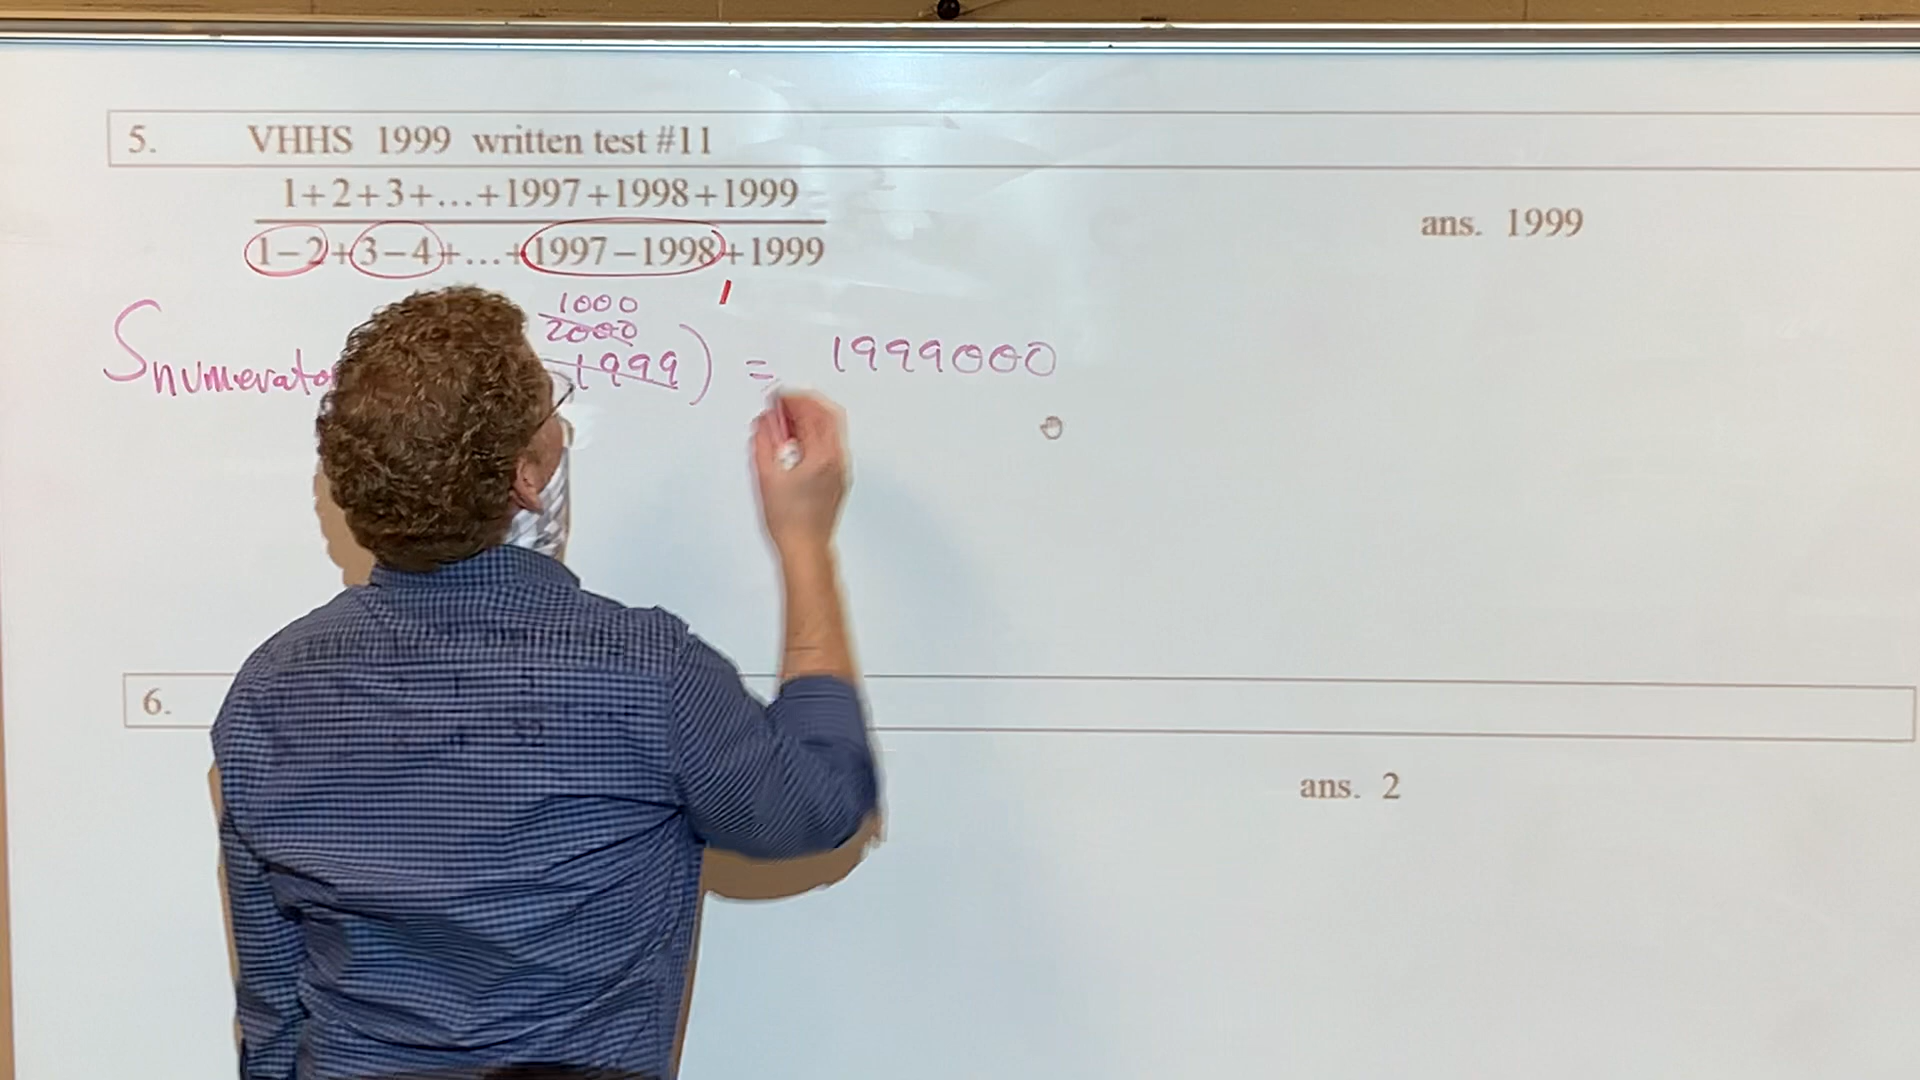 5. VHHS 1999 written test #11
1+2+3+...+1997+1998+1999
1−2+3−4+...+1997−1998+1999
ans. 1999
1000
2000
Snumerato 1999) = 1999000
6.
ans. 2